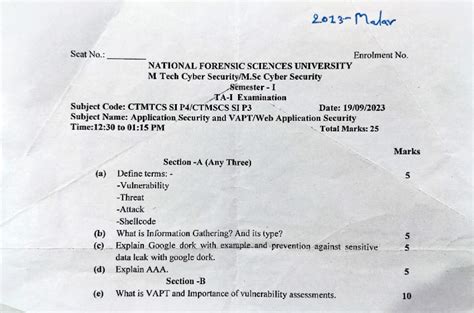 2023-Malav
Seat No.: Enrolment No.
NATIONAL FORENSIC SCIENCES UNIVERSITY
M Tech Cyber Security/M.Sc Cyber Security
Semester - I
TA-I Examination
Subject Code: CTMTCS SI P4/CTMSCS SI P3 Date: 19/09/2023
Subject Name: Application Security and VAPT/Web Application Security
Time:12:30 to 01:15 PM Total Marks: 25
Marks
Section -A (Any Three)
(a) Define terms: - 5
-Vulnerability
-Threat
-Attack
-Shellcode
(b) What is Information Gathering? And its type? 5
(c) Explain Google dork with example and prevention against sensitive 5
data leak with google dork.
(d) Explain AAA. 5
Section -B
(e) What is VAPT and Importance of vulnerability assessments. 10